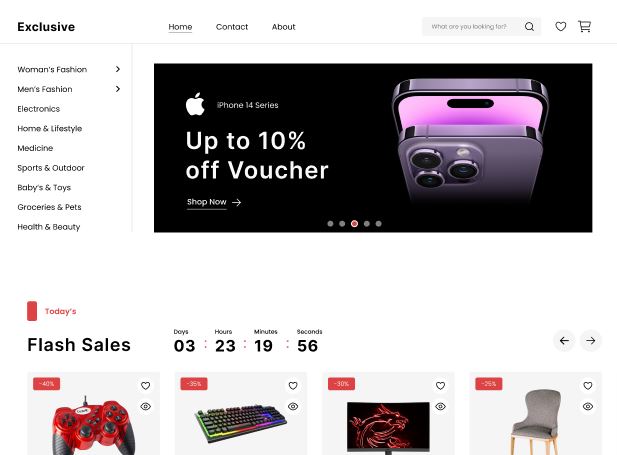 Exclusive
Home
Contact
About
What are you looking for?
Woman's Fashion
Men's Fashion
Electronics
Home & Lifestyle
Medicine
Sports & Outdoor
Baby's & Toys
Groceries & Pets
Health & Beauty
iPhone 14 Series
Up to 10%
off Voucher
Shop Now
Today's
Flash Sales
Days
Hours
Minutes
Seconds
03 : 23 : 19 : 56
-40%
-35%
-30%
-25%